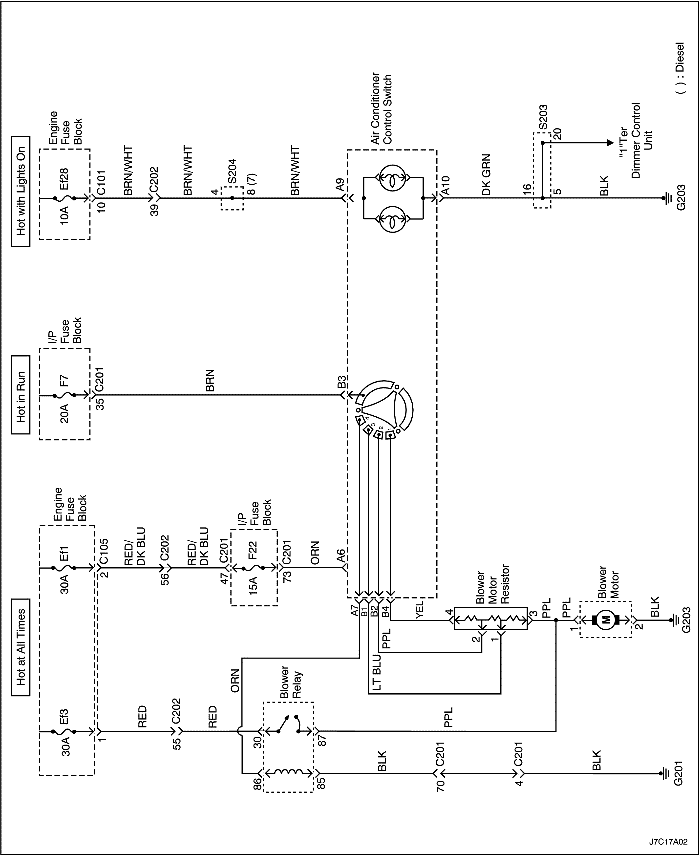 Hot at All Times
Hot in Run
Hot with Lights On
Engine
Fuse
Block
I/P
Fuse
Block
Engine
Fuse
Block
30A
Ef3
30A
Ef1
20A
F7
10A
Ef28
1
2
C105
35
C201
10
C101
RED
RED/
DK BLU
BRN
BRN/WHT
55
C202
56
C202
39
C202
RED
RED/
DK BLU
BRN/WHT
47
C201
4
S204
8 (7)
I/P
Fuse
Block
15A
F22
73
C201
ORN
ORN
BRN/WHT
86
30
Blower
Relay
85
87
A6
B3
A9
Air Conditioner
Control Switch
A7
B1
B2
B4
A10
LT BLU
PPL
YEL
DK GRN
BLK
PPL
70
C201
2
1
4
Blower
Motor
Resistor
3
16
S203
5
20
4
C201
PPL
PPL
BLK
"1"Ter
Dimmer Control
Unit
BLK
1
Blower
Motor
M
2
BLK
G201
G203
G203
( ) : Diesel
J7C17A02